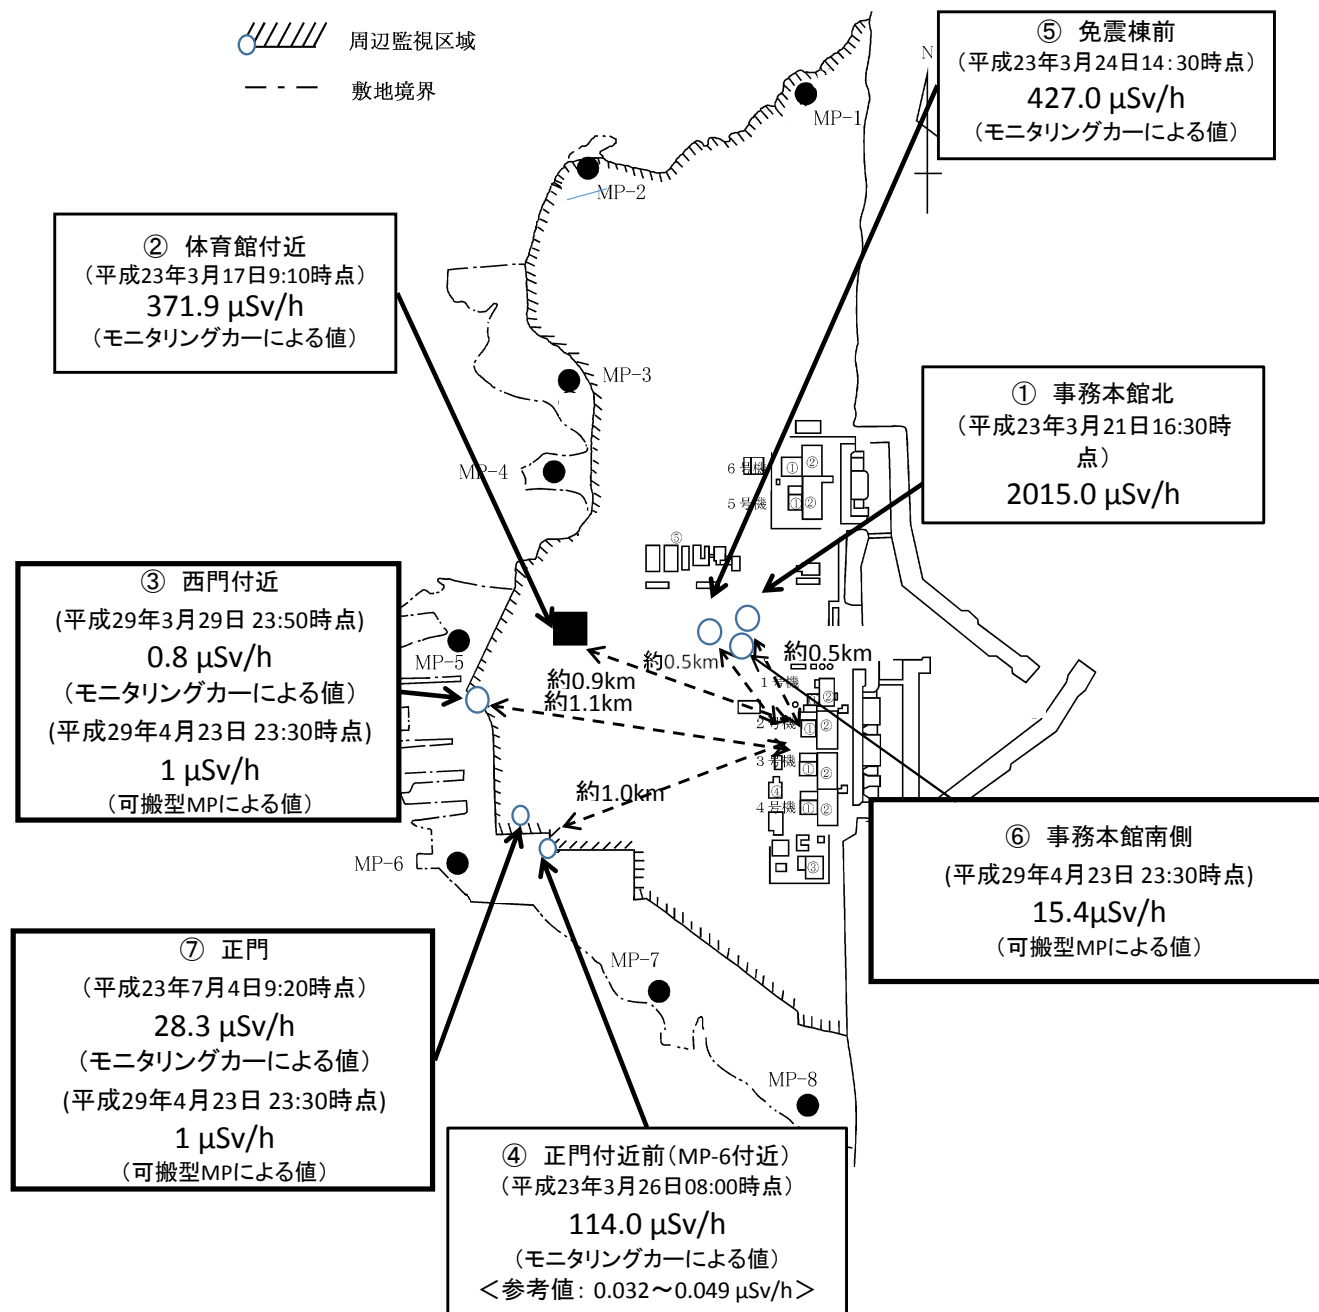 周辺監視区域
敷地境界
⑤ 免震棟前
（平成23年3月24日14:30時点）
427.0 µSv/h
（モニタリングカーによる値）
N
MP-1
MP-2
② 体育館付近
（平成23年3月17日9:10時点）
371.9 µSv/h
（モニタリングカーによる値）
MP-3
① 事務本館北
（平成23年3月21日16:30時
点）
2015.0 µSv/h
MP-4
6号機
①
②
5号機
①
②
⑤
③ 西門付近
(平成29年3月29日 23:50時点)
0.8 µSv/h
（モニタリングカーによる値）
(平成29年4月23日 23:30時点)
1 µSv/h
（可搬型MPによる値）
MP-5
約0.5km
約0.5km
約0.9km
約1.1km
1号機
②
2号機
①
②
3号機
①
②
④
4号機
①
②
③
約1.0km
MP-6
⑥ 事務本館南側
(平成29年4月23日 23:30時点)
15.4µSv/h
（可搬型MPによる値）
⑦ 正門
（平成23年7月4日9:20時点）
28.3 µSv/h
（モニタリングカーによる値）
(平成29年4月23日 23:30時点)
1 µSv/h
（可搬型MPによる値）
MP-7
MP-8
④ 正門付近前（MP-6付近）
（平成23年3月26日08:00時点）
114.0 µSv/h
（モニタリングカーによる値）
＜参考値：0.032～0.049 µSv/h＞